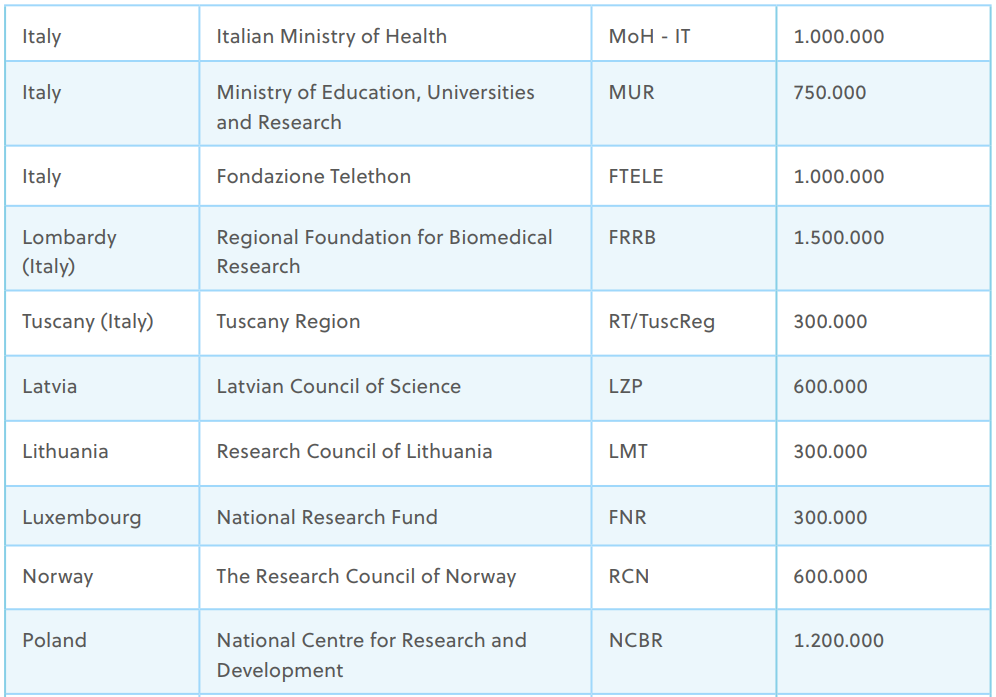 Italy Italian Ministry of Health MoH - IT 1.000.000
Italy Ministry of Education, Universities MUR 750.000
and Research
Italy Fondazione Telethon FTELE 1.000.000
Lombardy Regional Foundation for Biomedical FRRB 1.500.000
(Italy) Research
Tuscany (Italy) Tuscany Region RT/TuscReg 300.000
Latvia Latvian Council of Science LZP 600.000
Lithuania Research Council of Lithuania LMT 300.000
Luxembourg National Research Fund FNR 300.000
Norway The Research Council of Norway RCN 600.000
Poland National Centre for Research and NCBR 1.200.000
Development